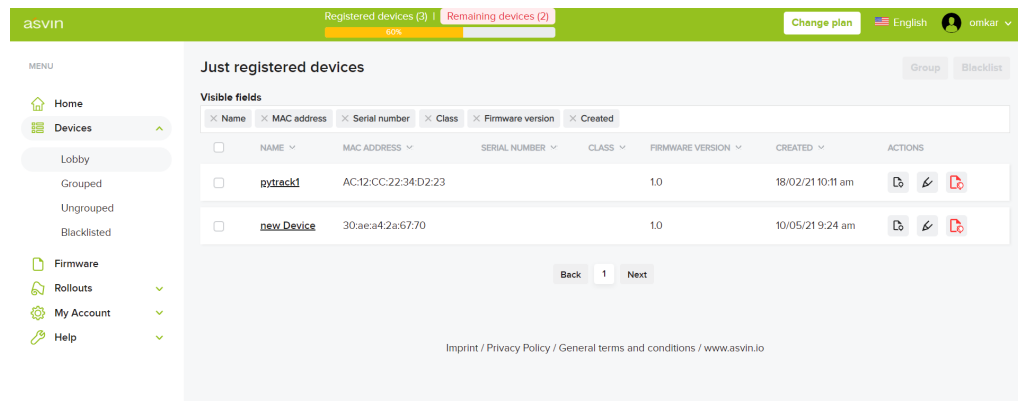 asvin
Registered devices (3) | Remaining devices (2)
60%
Change plan
English
omkar
MENU
Home
Devices
Lobby
Grouped
Ungrouped
Blacklisted
Firmware
Rollouts
My Account
Help
Just registered devices
Group Blacklist
Visible fields
× Name × MAC address × Serial number × Class × Firmware version × Created
NAME MAC ADDRESS SERIAL NUMBER CLASS FIRMWARE VERSION CREATED ACTIONS
pytrack1 AC:12:CC:22:34:D2:23 1.0 18/02/21 10:11 am
new Device 30:ae:a4:2a:67:70 1.0 10/05/21 9:24 am
Back 1 Next
Imprint / Privacy Policy / General terms and conditions / www.asvin.io